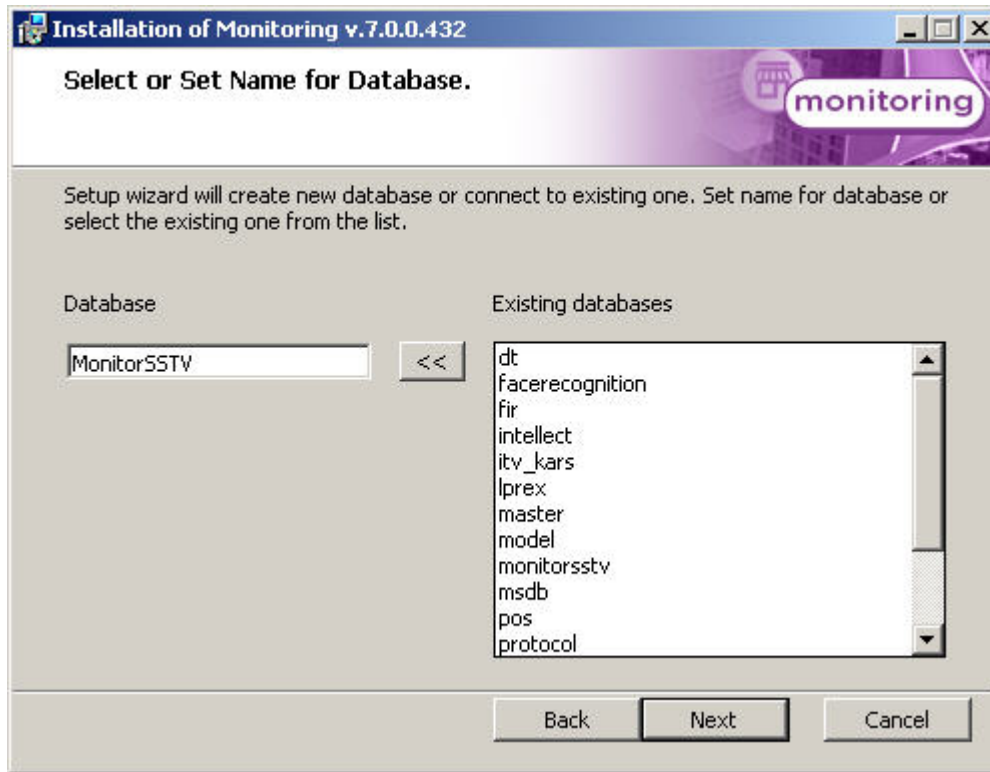 Installation of Monitoring v.7.0.0.432
Select or Set Name for Database.
monitoring
Setup wizard will create new database or connect to existing one. Set name for database or
select the existing one from the list.
Database
Existing databases
MonitorSSTV
<<
dt
facerecognition
fir
intellect
itv_kars
lprex
master
model
monitorsstv
msdb
pos
protocol
Back
Next
Cancel